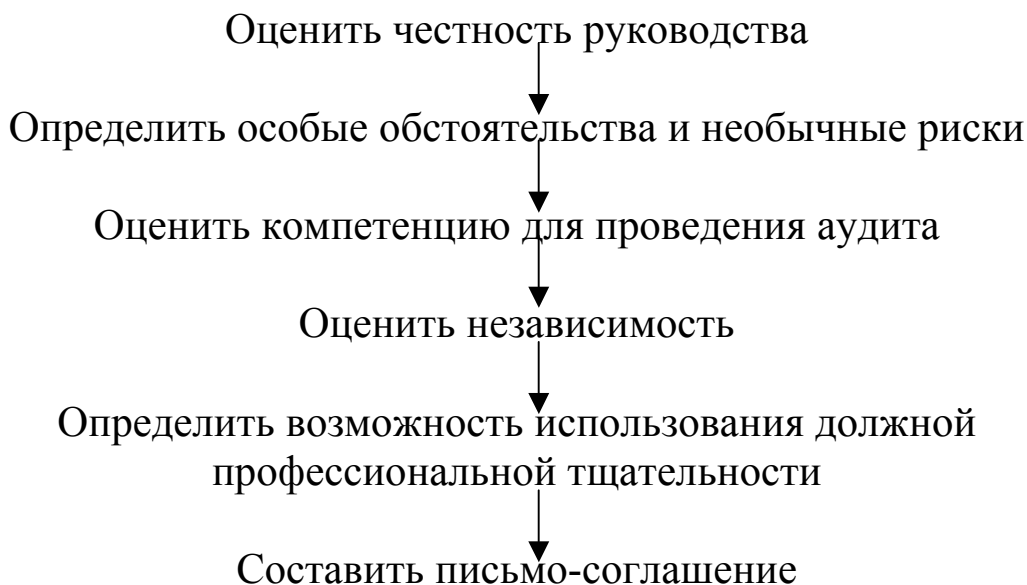 Оценить честность руководства
Определить особые обстоятельства и необычные риски
Оценить компетенцию для проведения аудита
Оценить независимость
Определить возможность использования должной
профессиональной тщательности
Составить письмо-соглашение